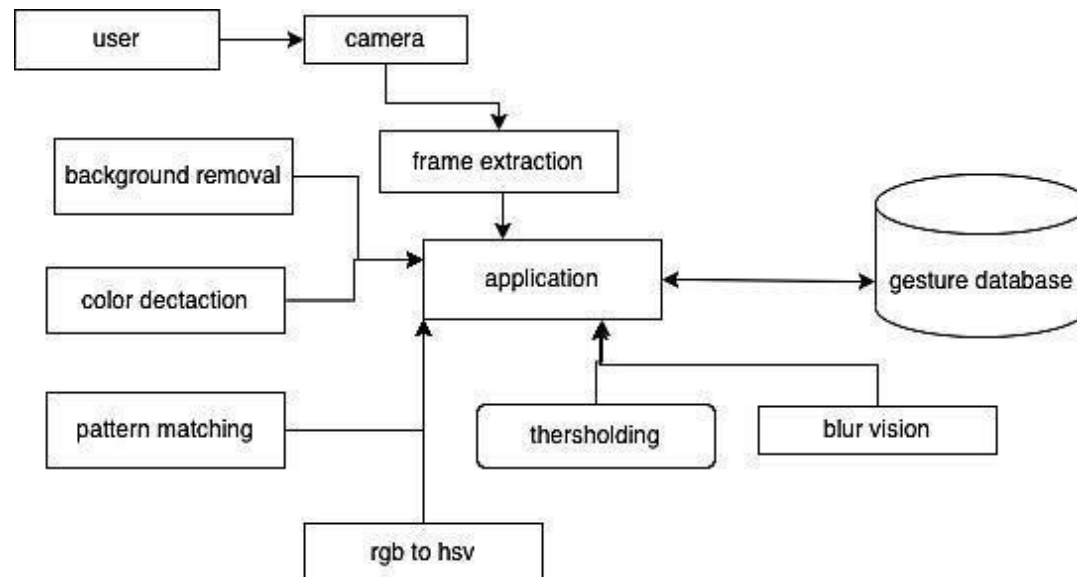 user
camera
background removal
frame extraction
application
gesture database
color dectaction
pattern matching
thersholding
blur vision
rgb to hsv